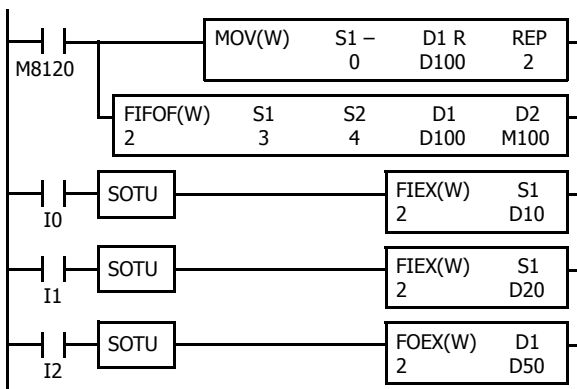 MOV(W) S1 – D1 R REP
0 D100 2
M8120
FIFOF(W) S1 S2 D1 D2
2 3 4 D100 M100
SOTU FIEX(W) S1
2 D10
I0
SOTU FIEX(W) S1
2 D20
I1
SOTU FOEX(W) D1
2 D50
I2